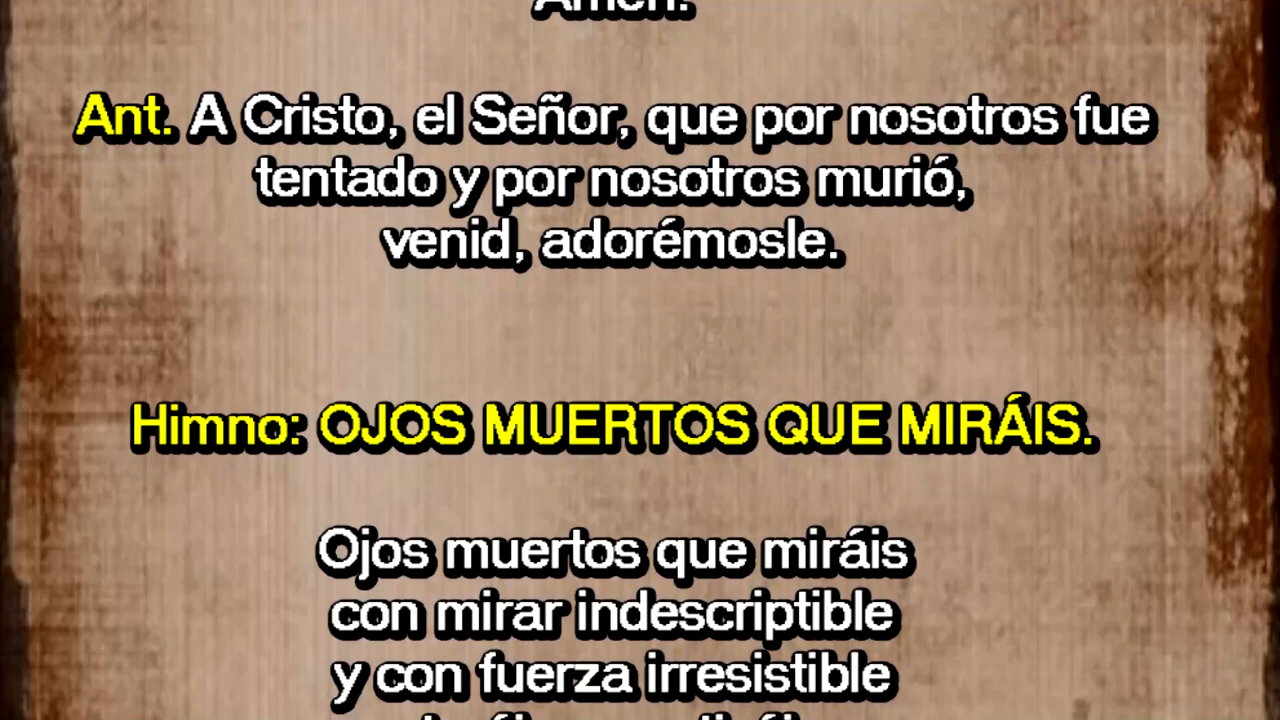 Amén.
Ant. A Cristo, el Señor, que por nosotros fue
tentado y por nosotros murió,
venid, adorémosle.
Himno: OJOS MUERTOS QUE MIRÁIS.
Ojos muertos que miráis
con mirar indescriptible
y con fuerza irresistible